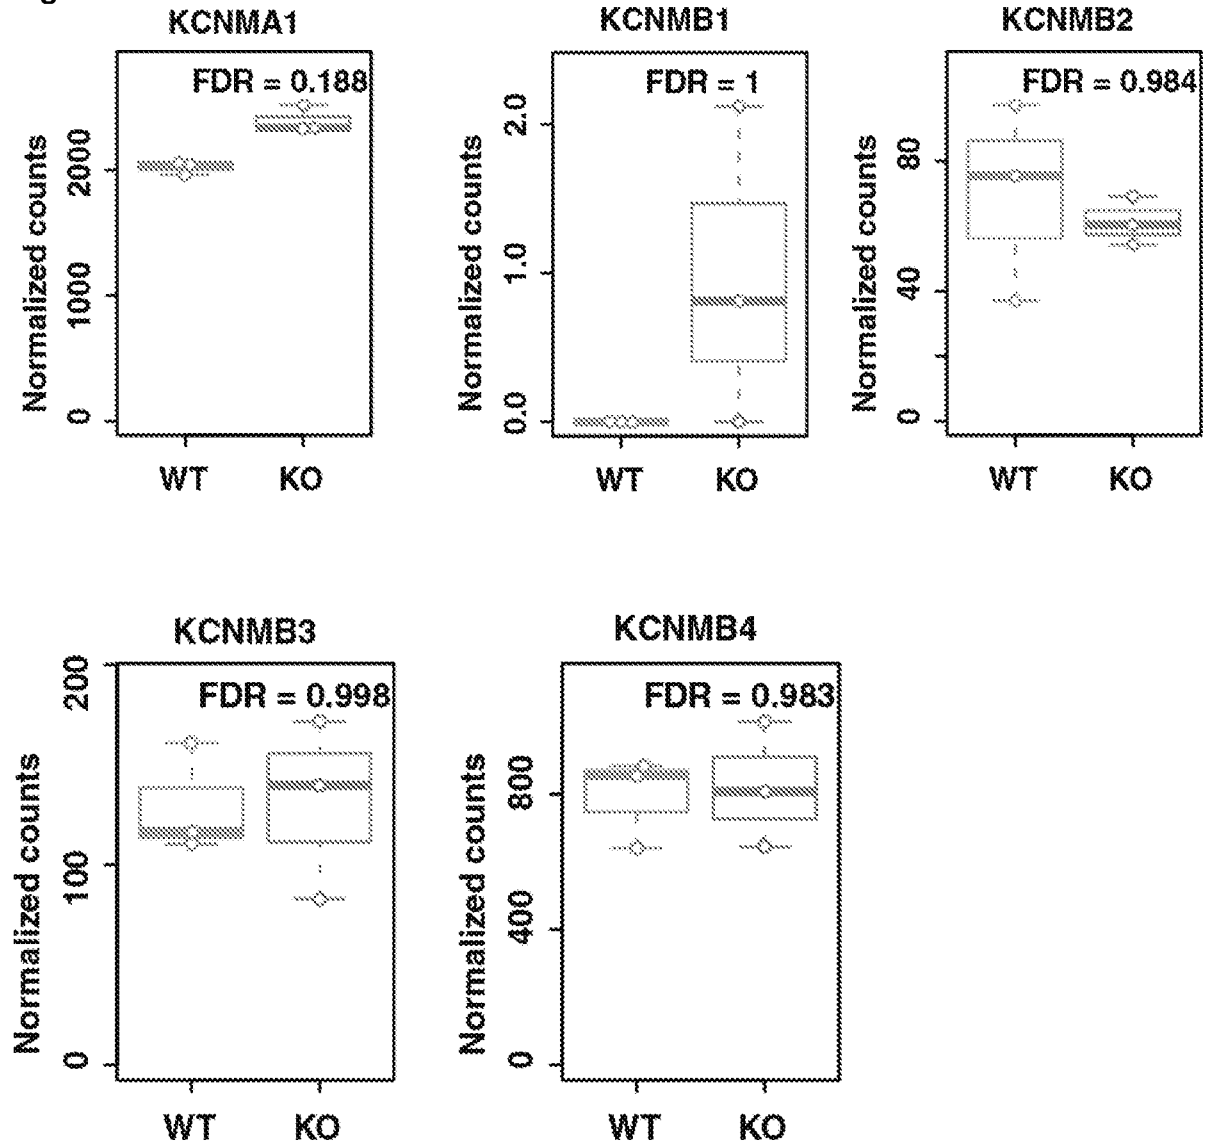 KCNMA1
FDR = 0.188
Normalized counts
2000
1000
0
WT KO
KCNMB1
FDR = 1
Normalized counts
2.0
1.0
0.0
WT KO
KCNMB2
FDR = 0.984
Normalized counts
80
40
0
WT KO
KCNMB3
FDR = 0.998
Normalized counts
200
100
0
WT KO
KCNMB4
FDR = 0.983
Normalized counts
800
400
0
WT KO